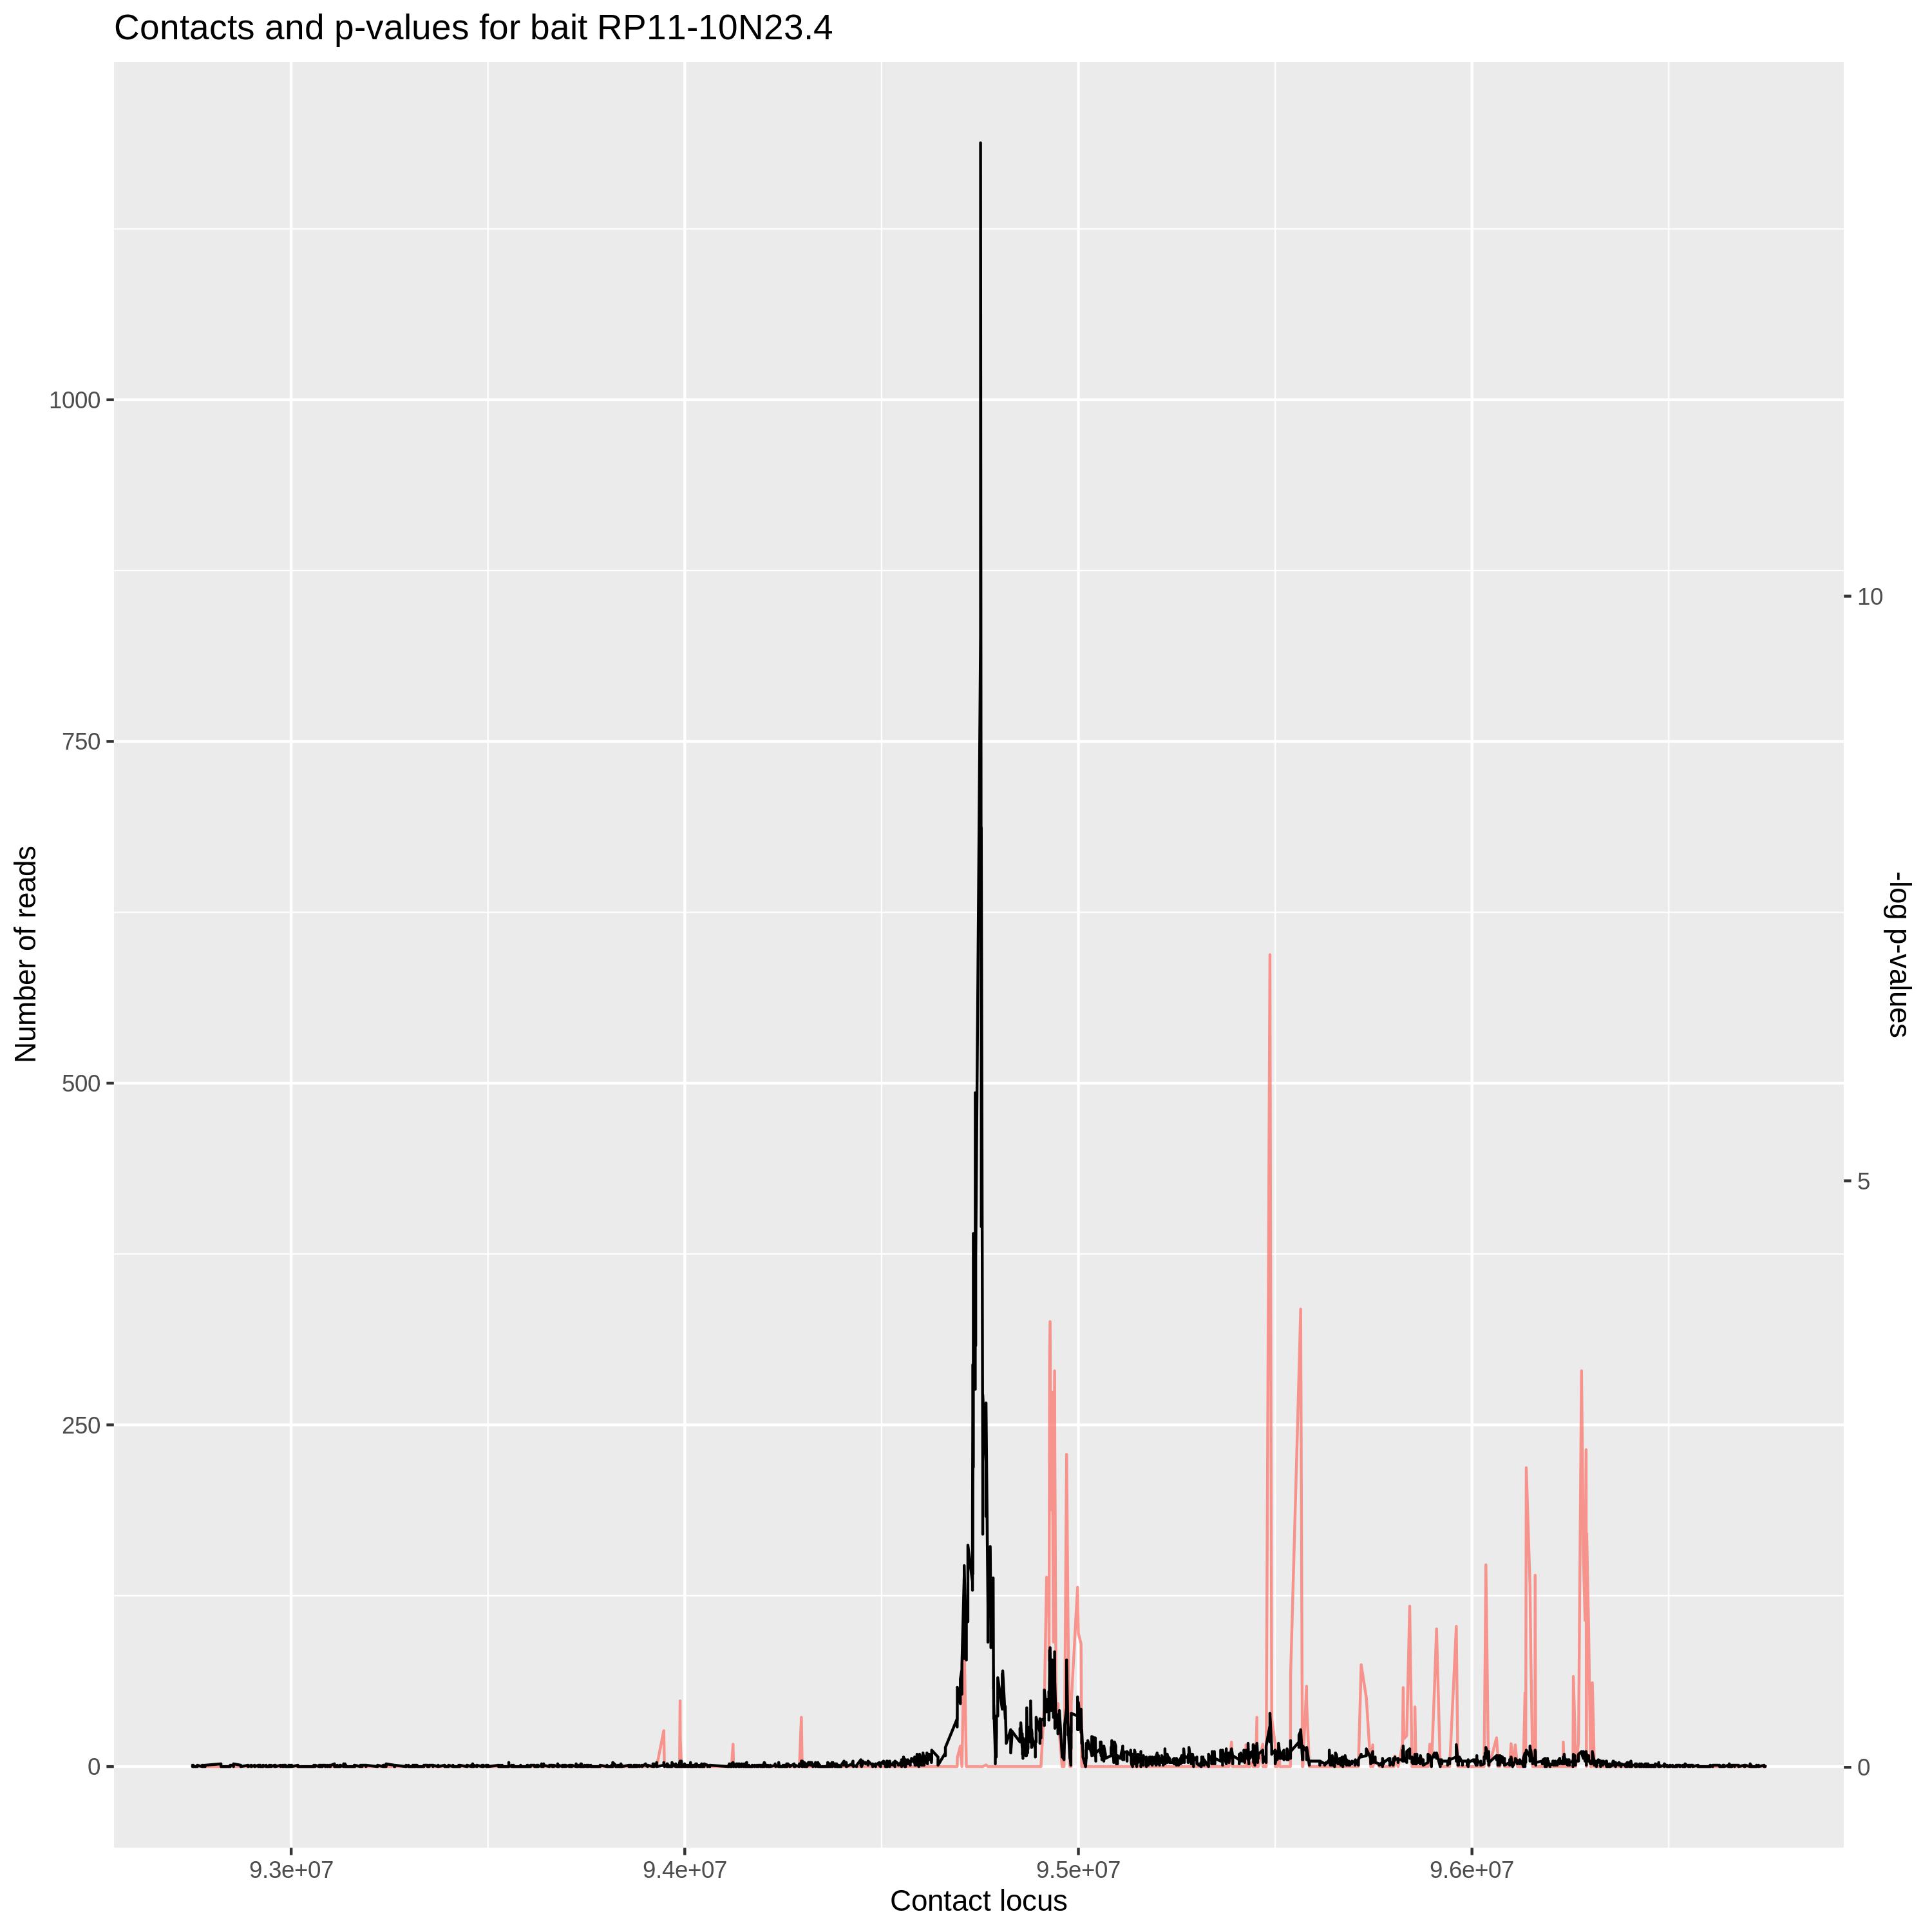 Contacts and p-values for bait RP11-10N23.4
1000
750
500
250
0
10
5
0
Number of reads
-log p-values
9.3e+07
9.4e+07
9.5e+07
9.6e+07
Contact locus